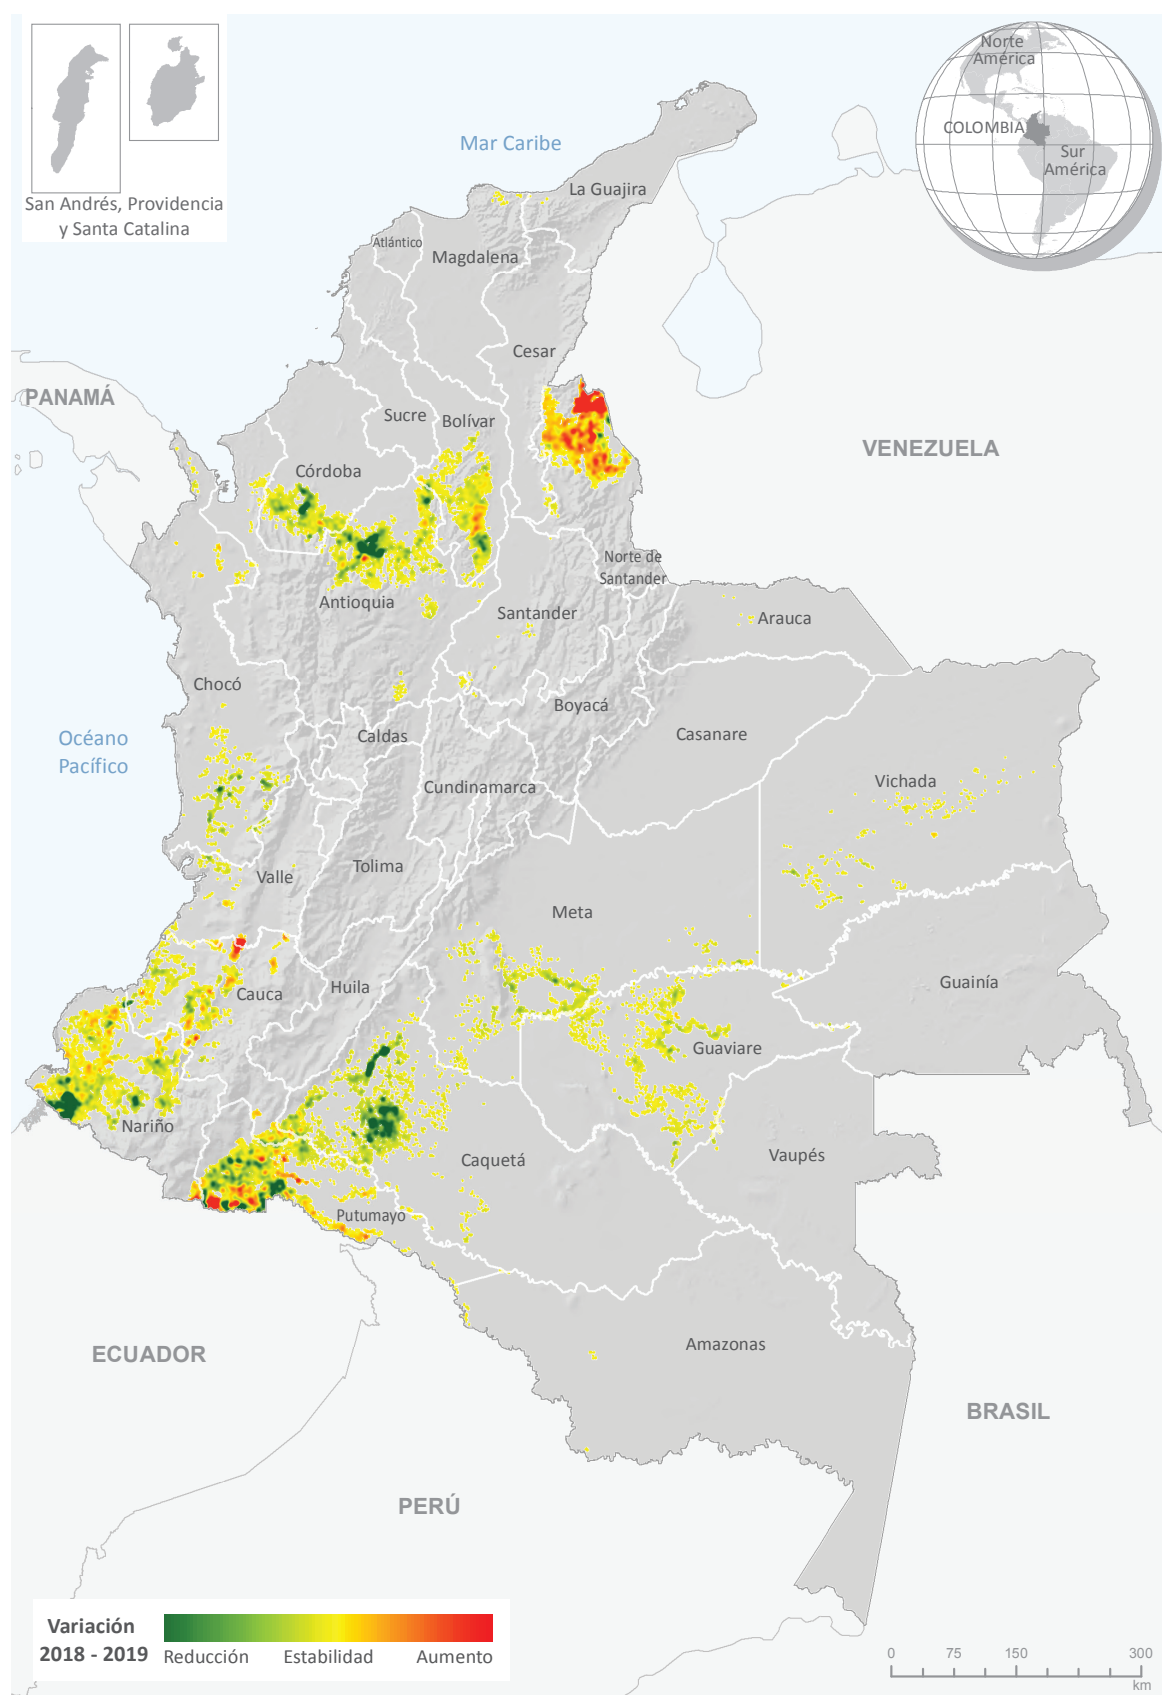 Norte
América
COLOMBIA
Sur
América
San Andrés, Providencia
y Santa Catalina
Mar Caribe
La Guajira
Atlántico
Magdalena
Cesar
PANAMÁ
Sucre
Bolívar
VENEZUELA
Córdoba
Norte de
Santander
Antioquia
Santander
Arauca
Chocó
Boyacá
Océano
Pacífico
Caldas
Casanare
Cundinamarca
Vichada
Tolima
Valle
Meta
Huila
Cauca
Guainía
Guaviare
Nariño
Caquetá
Vaupés
Putumayo
Amazonas
ECUADOR
BRASIL
PERÚ
Variación
2018 - 2019
Reducción
Estabilidad
Aumento
0 75 150 300
km